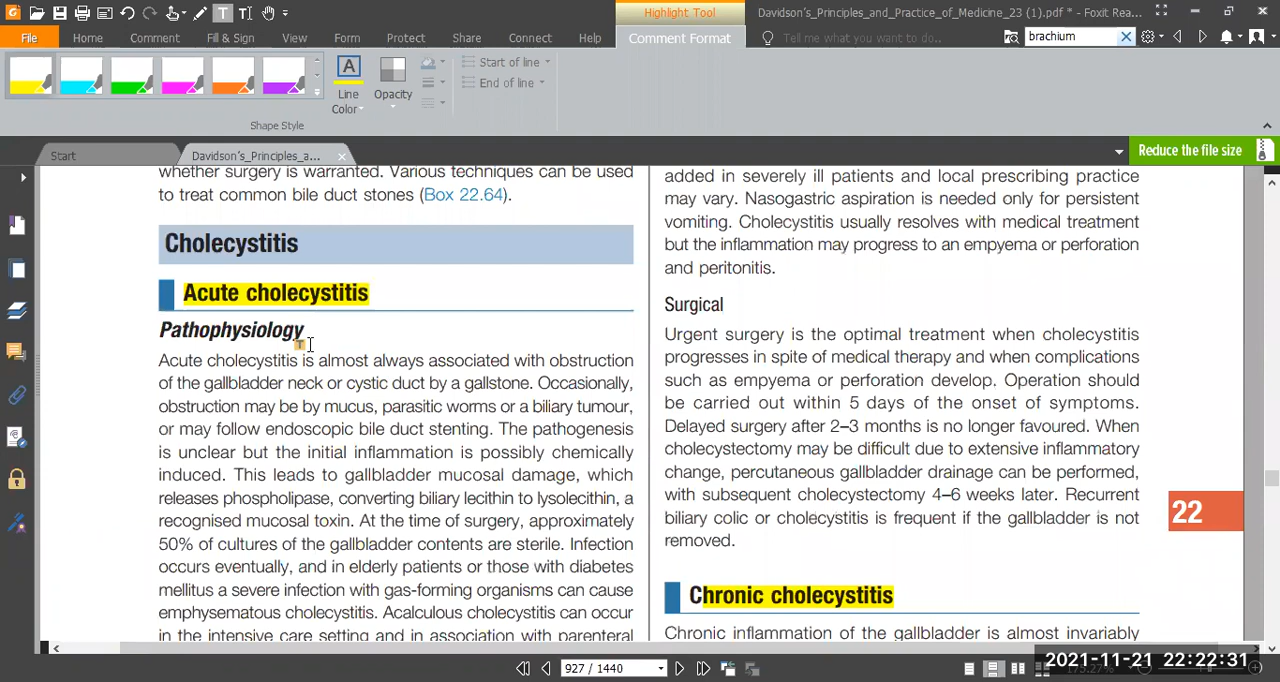 Highlight Tool
Davidson's_Principles_and_Practice_of_Medicine_23 (1).pdf * - Foxit Rea...
File
Home
Comment
Fill & Sign
View
Form
Protect
Share
Connect
Help
Comment Format
Tell me what you want to do..
brachium
Line
Color
Opacity
Start of line
End of line
Shape Style
Start
Davidson's_Principles_a...
Reduce the file size
whether surgery is warranted. Various techniques can be used
to treat common bile duct stones (Box 22.64).
Cholecystitis
Acute cholecystitis
Pathophysiology
Acute cholecystitis is almost always associated with obstruction
of the gallbladder neck or cystic duct by a gallstone. Occasionally,
obstruction may be by mucus, parasitic worms or a biliary tumour,
or may follow endoscopic bile duct stenting. The pathogenesis
is unclear but the initial inflammation is possibly chemically
induced. This leads to gallbladder mucosal damage, which
releases phospholipase, converting biliary lecithin to lysolecithin, a
recognised mucosal toxin. At the time of surgery, approximately
50% of cultures of the gallbladder contents are sterile. Infection
occurs eventually, and in elderly patients or those with diabetes
mellitus a severe infection with gas-forming organisms can cause
emphysematous cholecystitis. Acalculous cholecystitis can occur
in the intensive care setting and in association with parenteral
added in severely ill patients and local prescribing practice
may vary. Nasogastric aspiration is needed only for persistent
vomiting. Cholecystitis usually resolves with medical treatment
but the inflammation may progress to an empyema or perforation
and peritonitis.
Surgical
Urgent surgery is the optimal treatment when cholecystitis
progresses in spite of medical therapy and when complications
such as empyema or perforation develop. Operation should
be carried out within 5 days of the onset of symptoms.
Delayed surgery after 2–3 months is no longer favoured. When
cholecystectomy may be difficult due to extensive inflammatory
change, percutaneous gallbladder drainage can be performed,
with subsequent cholecystectomy 4–6 weeks later. Recurrent
biliary colic or cholecystitis is frequent if the gallbladder is not
removed.
22
Chronic cholecystitis
Chronic inflammation of the gallbladder is almost invariably
927 / 1440
2021-11-21 22:22:31